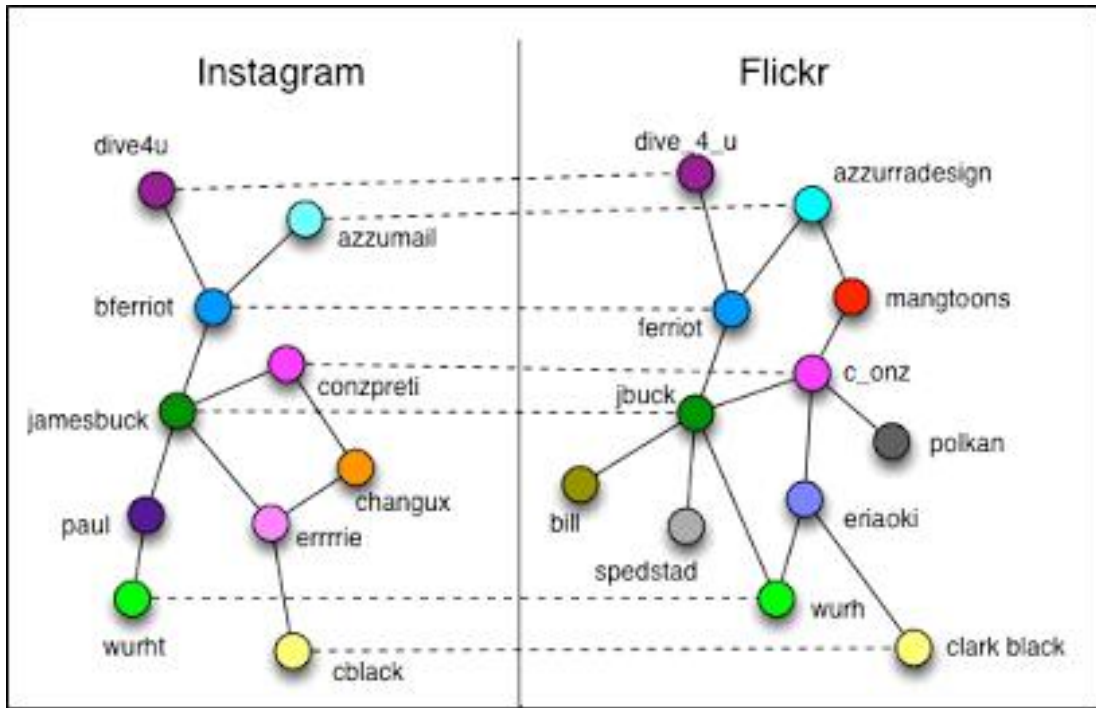 Instagram
Flickr
dive4u
dive_4_u
azzurradesign
azzumail
bferriot
ferriot
mangtoons
conzpreti
c_onz
jamesbuck
jbuck
polkan
changux
paul
errrrie
bill
eriaoki
spedstad
wurht
wurh
cblack
clark black